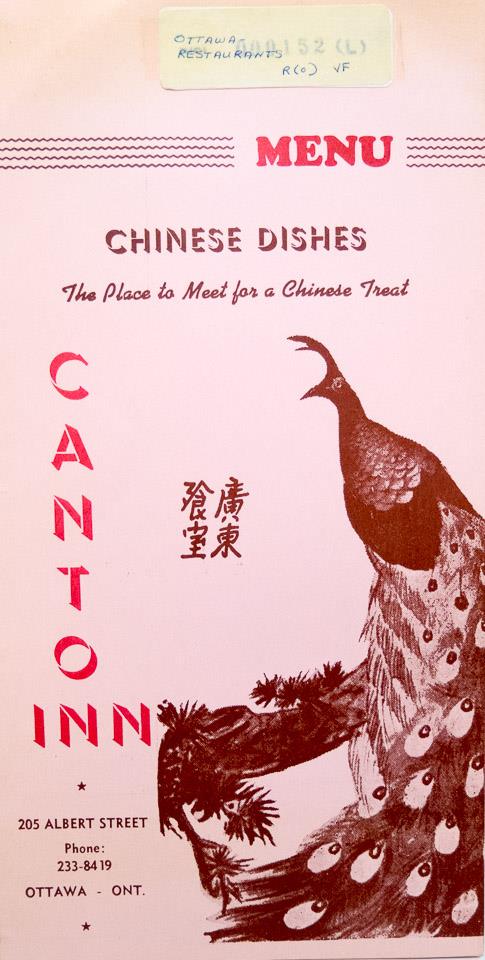 000152 (L)
OTTAWA
RESTAURANTS
R(O) VF
MENU
CHINESE DISHES
The Place to Meet for a Chinese Treat
C
A
N
T
O
INN
廣東
餐室
205 ALBERT STREET
Phone:
233-8419
OTTAWA - ONT.